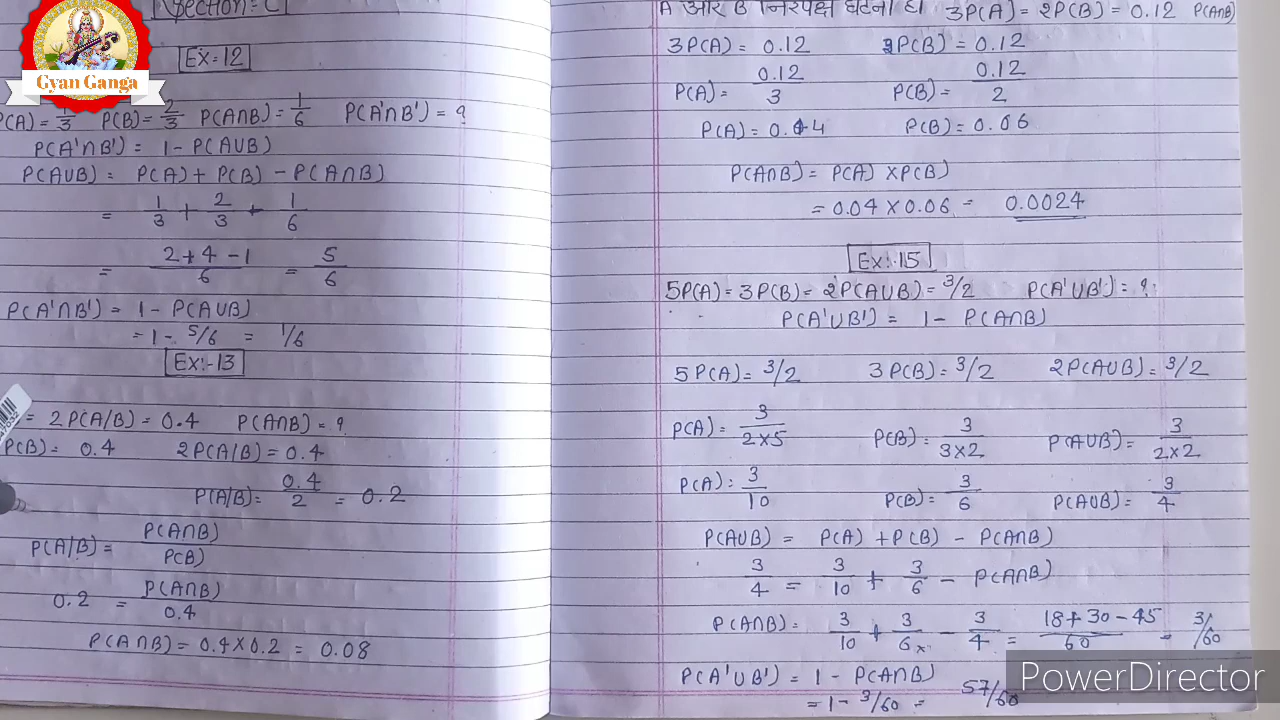 Section:-C
Gyan Ganga
Ex:-12
P(A)= 1/3 P(B)= 2/3 P(A∩B)= 1/6 P(A'∩B') = ?
P(A'∩B') = 1 - P(A∪B)
P(A∪B) = P(A) + P(B) - P(A∩B)
= 1/3 + 2/3 - 1/6
= (2+4-1)/6 = 5/6
P(A'∩B') = 1 - P(A∪B)
= 1 - 5/6 = 1/6
Ex:-13
= 2P(A/B) = 0.4 P(A∩B) = ?
P(B) = 0.4 2P(A/B) = 0.4
P(A/B) = 0.4/2 = 0.2
P(A/B) = P(A∩B)/P(B)
0.2 = P(A∩B)/0.4
P(A∩B) = 0.4×0.2 = 0.08
A और B निरपेक्ष घटना है। 3P(A) = 2P(B) = 0.12 P(A∩B)
3P(A) = 0.12 2P(B) = 0.12
P(A) = 0.12/3 P(B) = 0.12/2
P(A) = 0.04 P(B) = 0.06
P(A∩B) = P(A) × P(B)
= 0.04 × 0.06 = 0.0024
Ex:-15
5P(A) = 3P(B) = 2P(A∪B) = 3/2 P(A'∪B') = ?
P(A'∪B') = 1 - P(A∩B)
5P(A) = 3/2 3P(B) = 3/2 2P(A∪B) = 3/2
P(A) = 3/2×5 P(B) = 3/3×2 P(A∪B) = 3/2×2
P(A) = 3/10 P(B) = 3/6 P(A∪B) = 3/4
P(A∪B) = P(A) + P(B) - P(A∩B)
3/4 = 3/10 + 3/6 - P(A∩B)
P(A∩B) = 3/10 + 3/6 - 3/4 = (18+30-45)/60 = 3/60
P(A'∪B') = 1 - P(A∩B)
= 1 - 3/60 = 57/60
PowerDirector